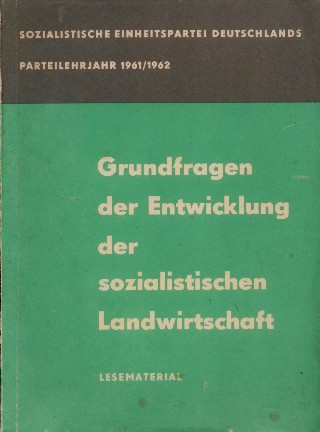 SOZIALISTISCHE EINHEITSPARTEI DEUTSCHLANDS
PARTEILEHRJAHR 1961/1962
Grundfragen
der Entwicklung
der
sozialistischen
Landwirtschaft
LESEMATERIAL